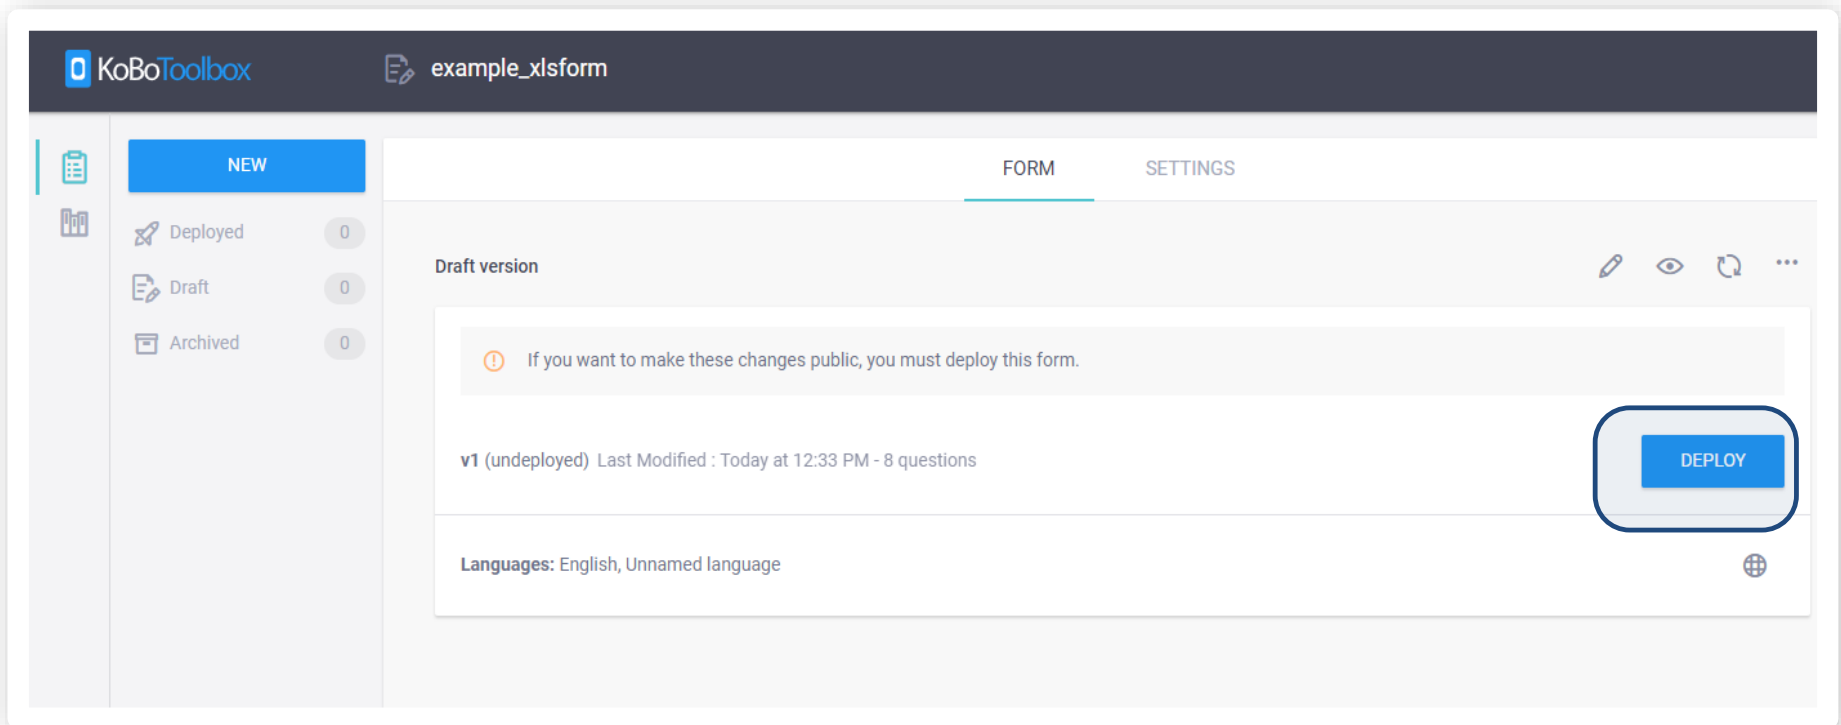 KoBoToolbox
example_xlsform
NEW
Deployed 0
Draft 0
Archived 0
FORM SETTINGS
Draft version
If you want to make these changes public, you must deploy this form.
v1 (undeployed) Last Modified : Today at 12:33 PM - 8 questions
DEPLOY
Languages: English, Unnamed language